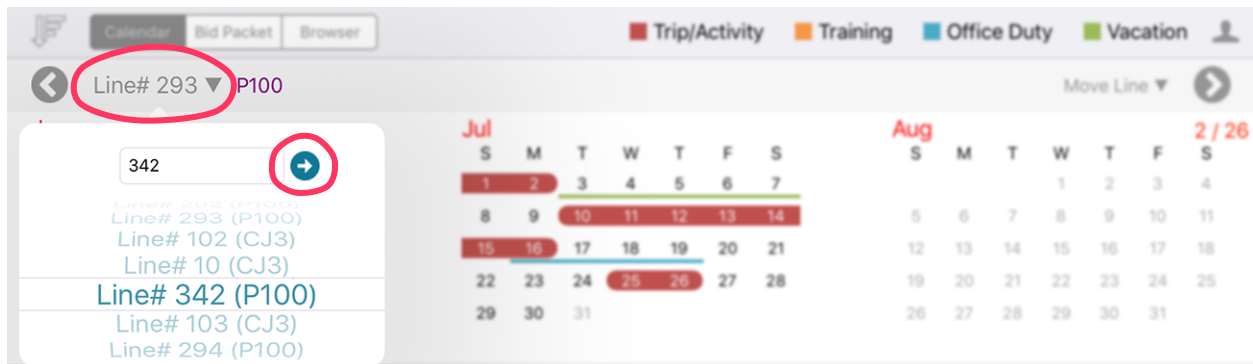 Calendar Bid Packet Browser Trip/Activity Training Office Duty Vacation
Line# 293 ▼ P100 Move Line ▼
Jul Aug 2 / 26
S M T W T F S S M T W T F S
342
1 2 3 4 5 6 7 1 2 3 4
Line# 292 (P100)
Line# 293 (P100)
8 9 10 11 12 13 14 5 6 7 8 9 10 11
Line# 102 (CJ3)
15 16 17 18 19 20 21 12 13 14 15 16 17 18
Line# 10 (CJ3)
22 23 24 25 26 27 28 19 20 21 22 23 24 25
Line# 342 (P100)
29 30 31 26 27 28 29 30 31
Line# 103 (CJ3)
Line# 294 (P100)